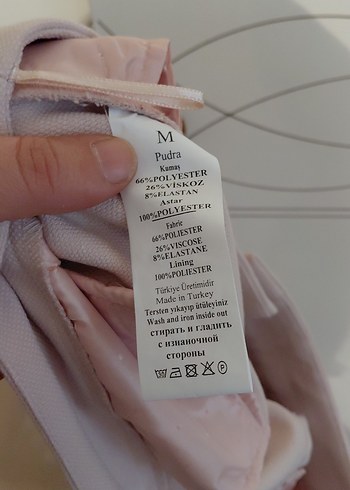 M
Pudra
Kumaş
66%POLYESTER
26%VİSKOZ
8%ELASTAN
Astar
100%POLYESTER
Fabric
66%POLIESTER
26%VISCOSE
8%ELASTANE
Lining
100%POLIESTER
Türkiye Üretimidir
Made in Turkey
Tersten yıkayıp ütüleyiniz
Wash and iron inside out
стирать и гладить
с изнаночной
стороны